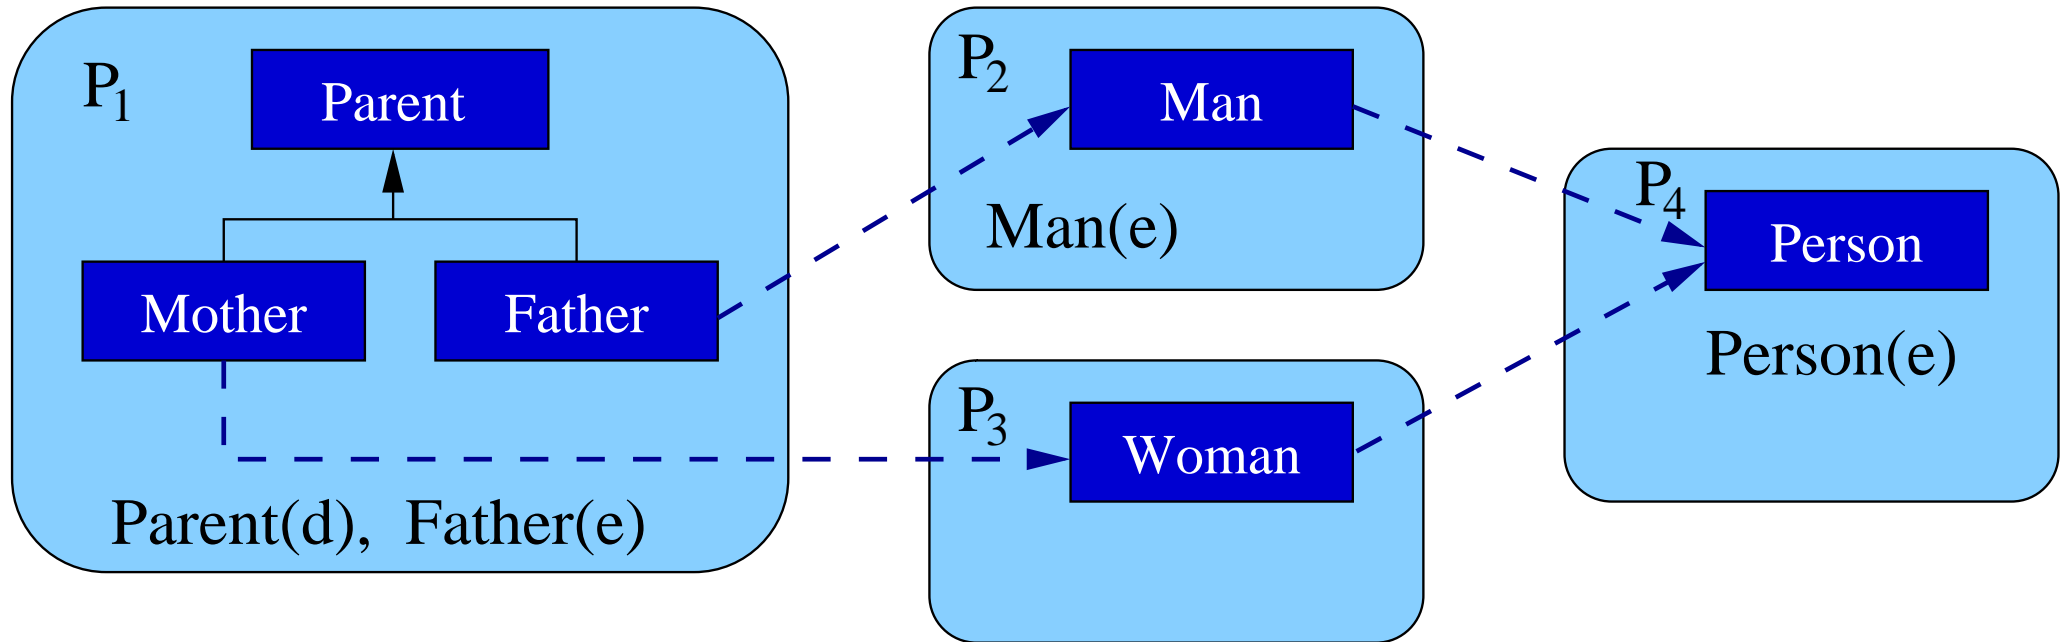 P1
Parent
Mother
Father
Parent(d), Father(e)
P2
Man
Man(e)
P3
Woman
P4
Person
Person(e)